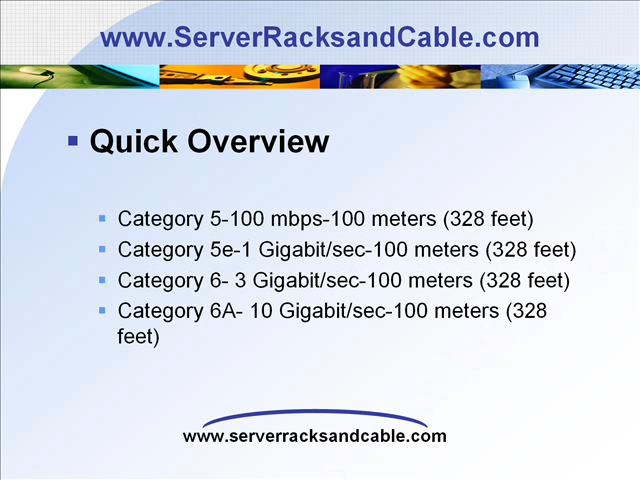 www.ServerRacksandCable.com
Quick Overview
Category 5-100 mbps-100 meters (328 feet)
Category 5e-1 Gigabit/sec-100 meters (328 feet)
Category 6- 3 Gigabit/sec-100 meters (328 feet)
Category 6A- 10 Gigabit/sec-100 meters (328
feet)
www.serverracksandcable.com